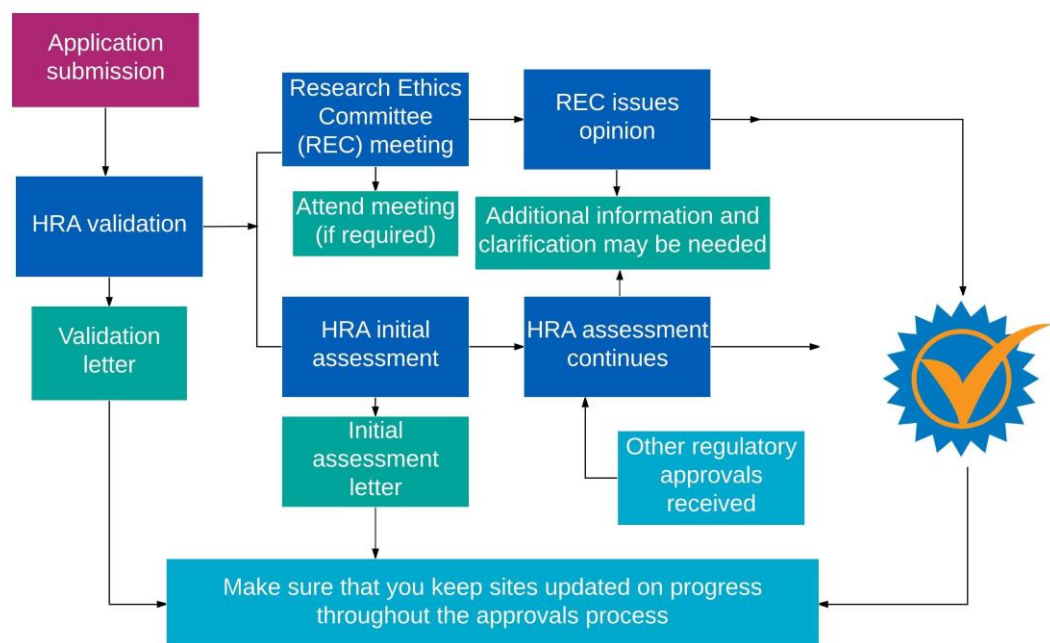 Application
submission
Research Ethics
Committee
(REC) meeting
REC issues
opinion
HRA validation
Attend meeting
(if required)
Additional information and
clarification may be needed
Validation
letter
HRA initial
assessment
HRA assessment
continues
Initial
assessment
letter
Other regulatory
approvals
received
Make sure that you keep sites updated on progress
throughout the approvals process